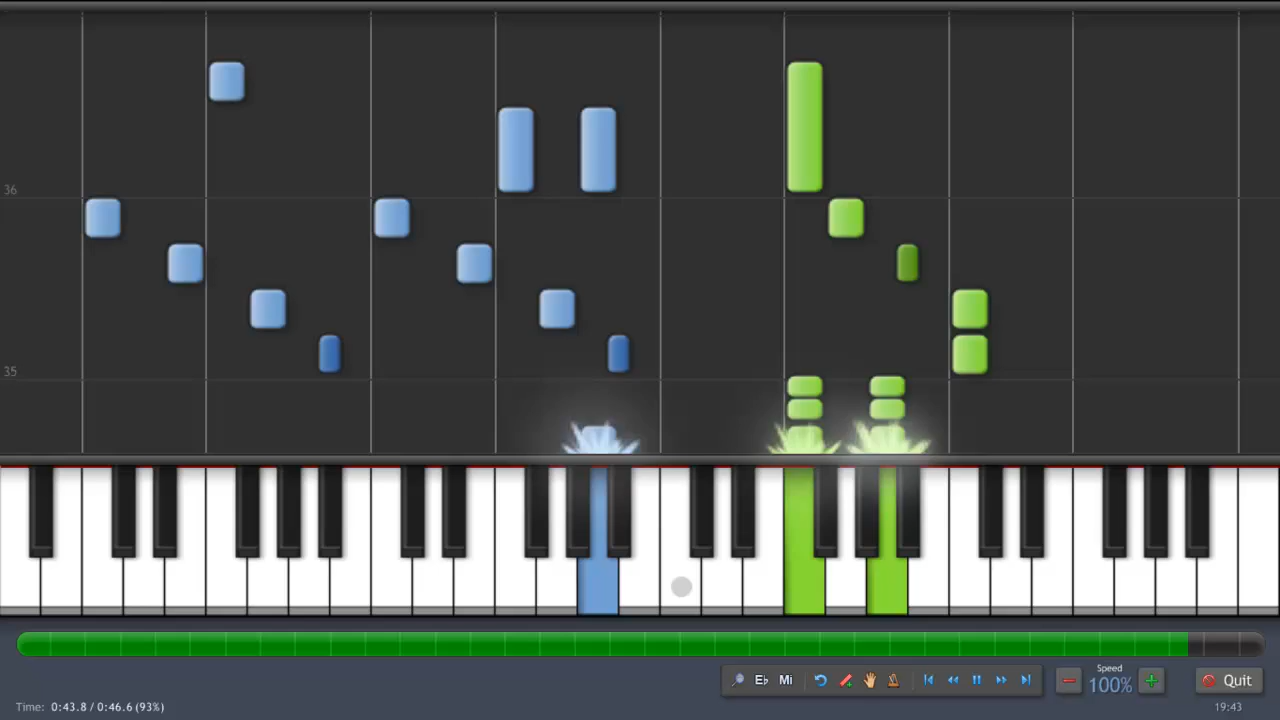 36
35
E♭ Mi
Speed
100%
Quit
Time: 0:43.8 / 0:46.6 (93%)
19:43